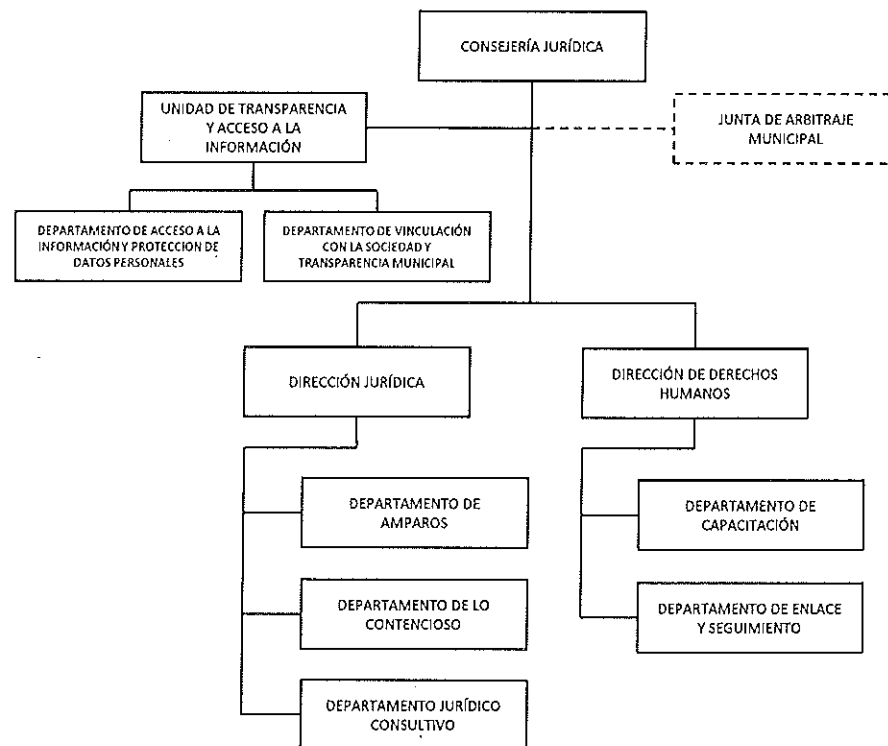 CONSEJERÍA JURÍDICA
UNIDAD DE TRANSPARENCIA
Y ACCESO A LA
INFORMACIÓN
JUNTA DE ARBITRAJE
MUNICIPAL
DEPARTAMENTO DE ACCESO A LA
INFORMACIÓN Y PROTECCION DE
DATOS PERSONALES
DEPARTAMENTO DE VINCULACIÓN
CON LA SOCIEDAD Y
TRANSPARENCIA MUNICIPAL
DIRECCIÓN JURÍDICA
DIRECCIÓN DE DERECHOS
HUMANOS
DEPARTAMENTO DE
AMPAROS
DEPARTAMENTO DE
CAPACITACIÓN
DEPARTAMENTO DE LO
CONTENCIOSO
DEPARTAMENTO DE ENLACE
Y SEGUIMIENTO
DEPARTAMENTO JURÍDICO
CONSULTIVO